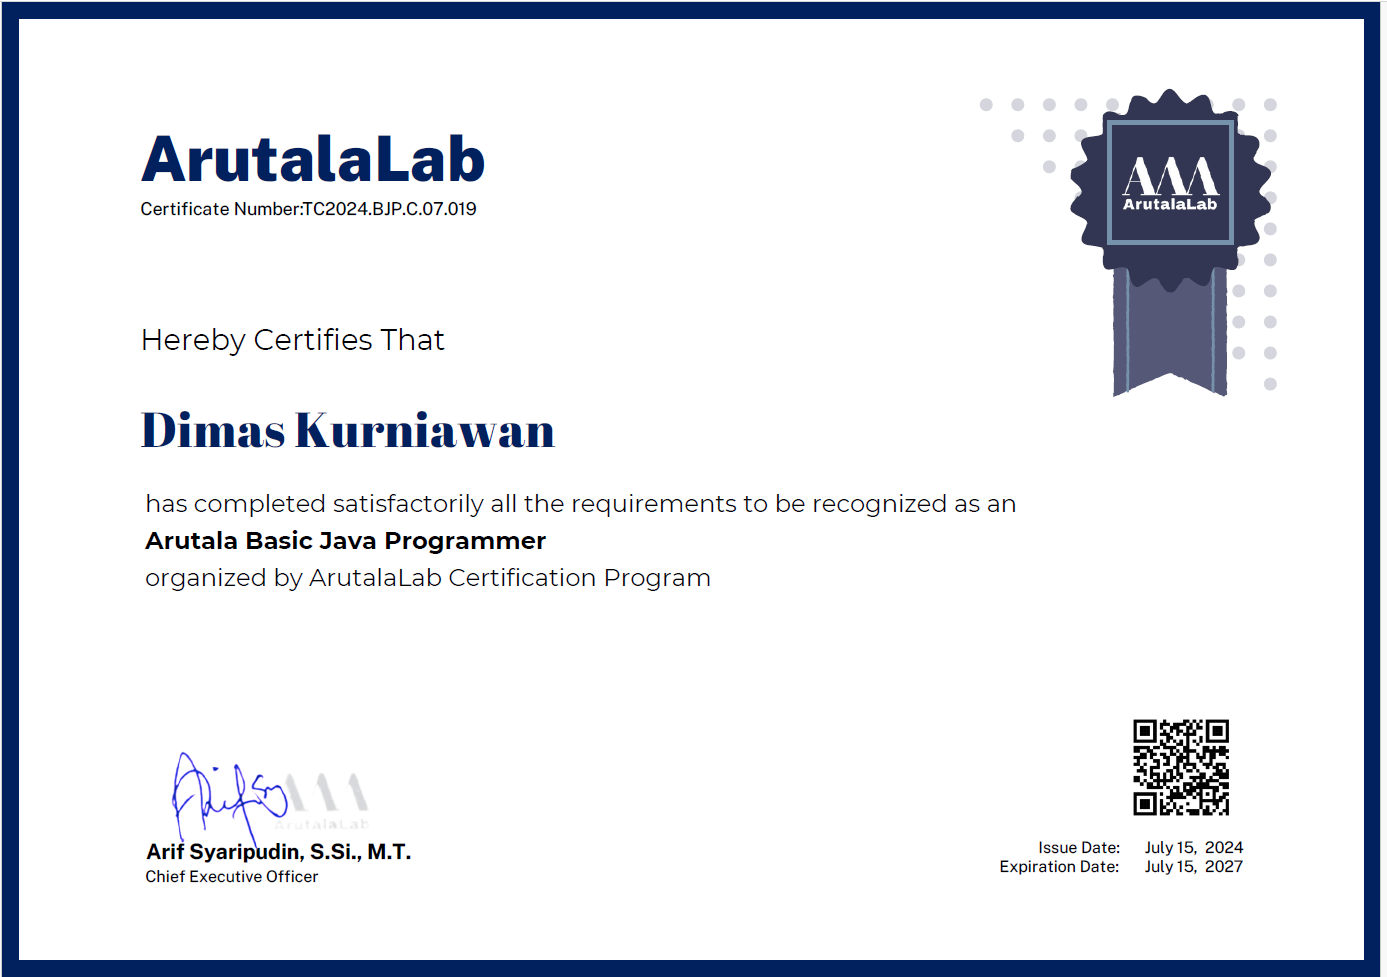 ArutalaLab
Certificate Number:TC2024.BJP.C.07.019
ArutalaLab
Hereby Certifies That
Dimas Kurniawan
has completed satisfactorily all the requirements to be recognized as an
Arutala Basic Java Programmer
organized by ArutalaLab Certification Program
ArutalaLab
Arif Syaripudin, S.Si., M.T.
Chief Executive Officer
Issue Date: July 15, 2024
Expiration Date: July 15, 2027